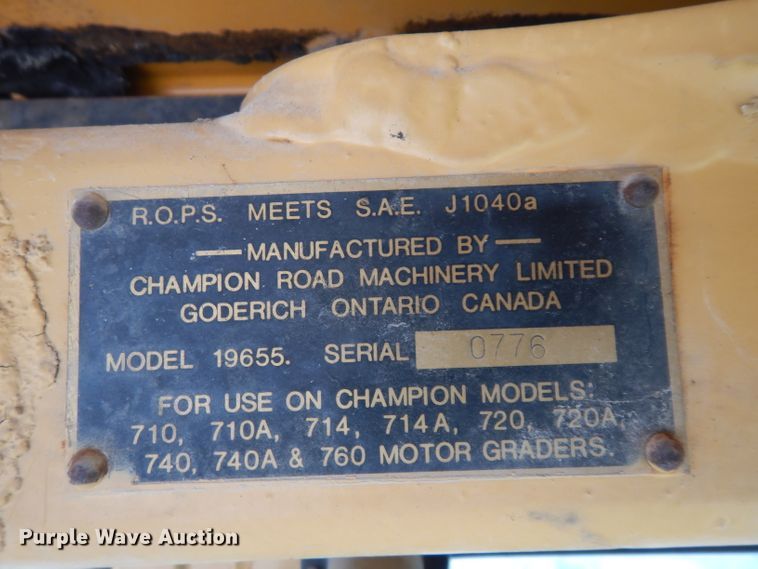 R.O.P.S. MEETS S.A.E. J1040a
MANUFACTURED BY
CHAMPION ROAD MACHINERY LIMITED
GODERICH ONTARIO CANADA
MODEL 19655. SERIAL 0776
FOR USE ON CHAMPION MODELS:
710, 710A, 714, 714A, 720, 720A,
740, 740A & 760 MOTOR GRADERS.
Purple Wave Auction